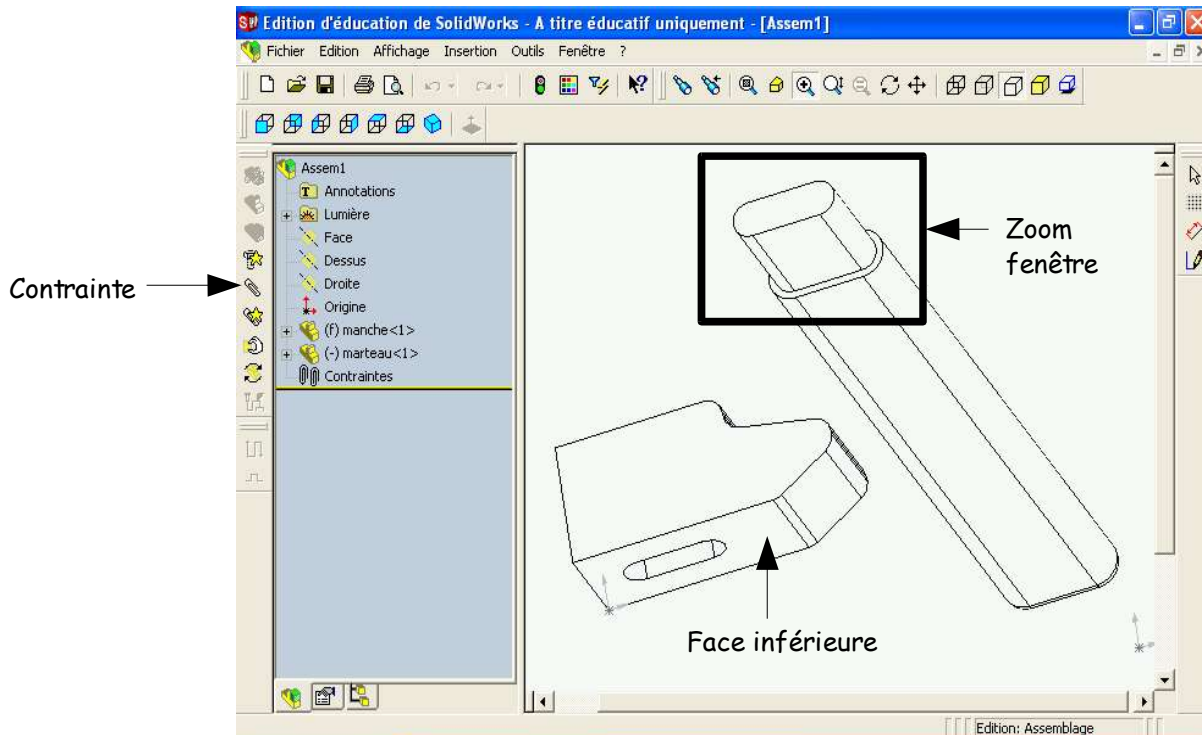 Edition d'éducation de SolidWorks - A titre éducatif uniquement - [Assem1]
Fichier Edition Affichage Insertion Outils Fenêtre ?
Assem1
Annotations
Lumière
Face
Dessus
Droite
Origine
(f) manche<1>
(-) marteau<1>
Contraintes
Contrainte
Zoom
fenêtre
Face inférieure
Edition: Assemblage